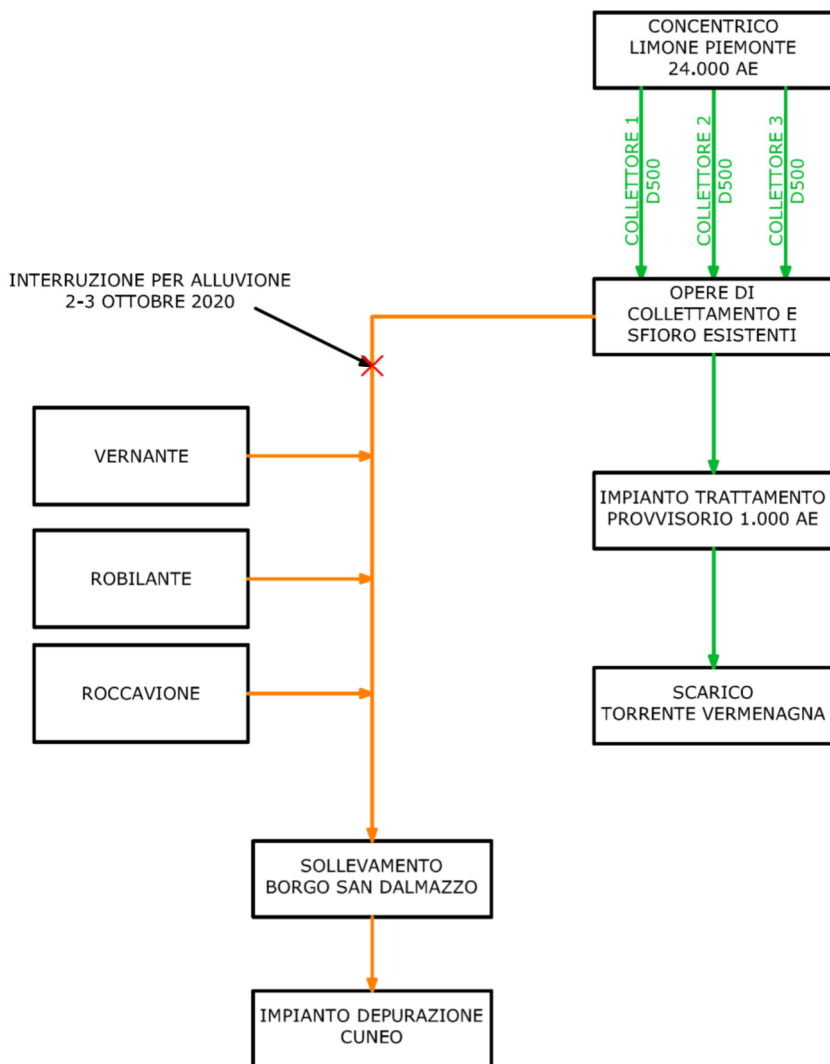 CONCENTRICO
LIMONE PIEMONTE
24.000 AE
COLLETTORE 1
D500
COLLETTORE 2
D500
COLLETTORE 3
D500
INTERRUZIONE PER ALLUVIONE
2-3 OTTOBRE 2020
OPERE DI
COLLETTAMENTO E
SFIORO ESISTENTI
VERNANTE
IMPIANTO TRATTAMENTO
PROVVISORIO 1.000 AE
ROBILANTE
ROCCAVIONE
SCARICO
TORRENTE VERMENAGNA
SOLLEVAMENTO
BORGO SAN DALMAZZO
IMPIANTO DEPURAZIONE
CUNEO